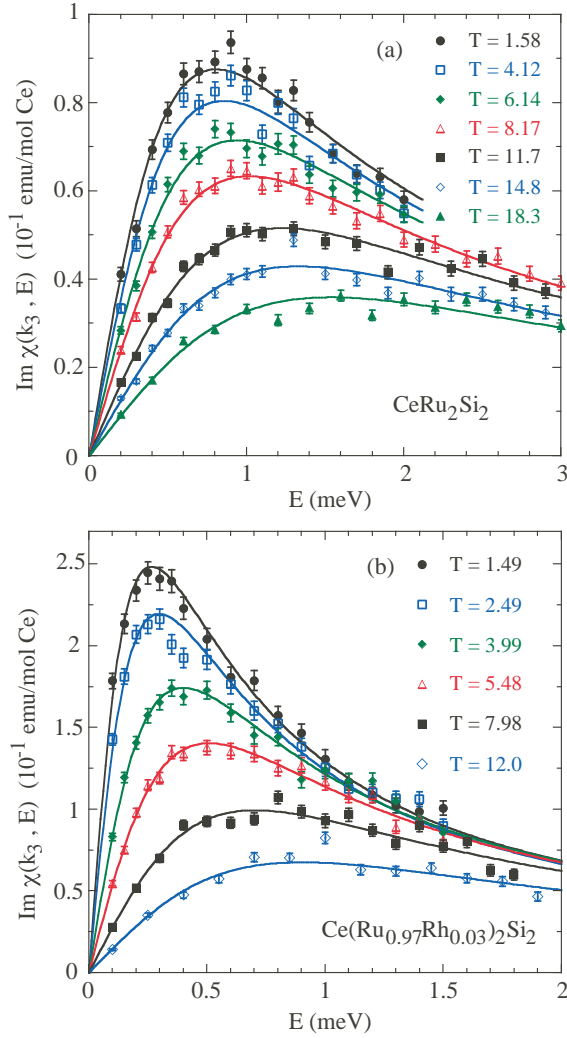 (a)
T = 1.58
T = 4.12
T = 6.14
T = 8.17
T = 11.7
T = 14.8
T = 18.3
1
0.8
0.6
0.4
0.2
0
Im χ(k₃ , E) (10⁻¹ emu/mol Ce)
CeRu₂Si₂
0 1 2 3
E (meV)
(b)
T = 1.49
T = 2.49
T = 3.99
T = 5.48
T = 7.98
T = 12.0
2.5
2
1.5
1
0.5
0
Im χ(k₃ , E) (10⁻¹ emu/mol Ce)
Ce(Ru₀.₉₇Rh₀.₀₃)₂Si₂
0 0.5 1 1.5 2
E (meV)